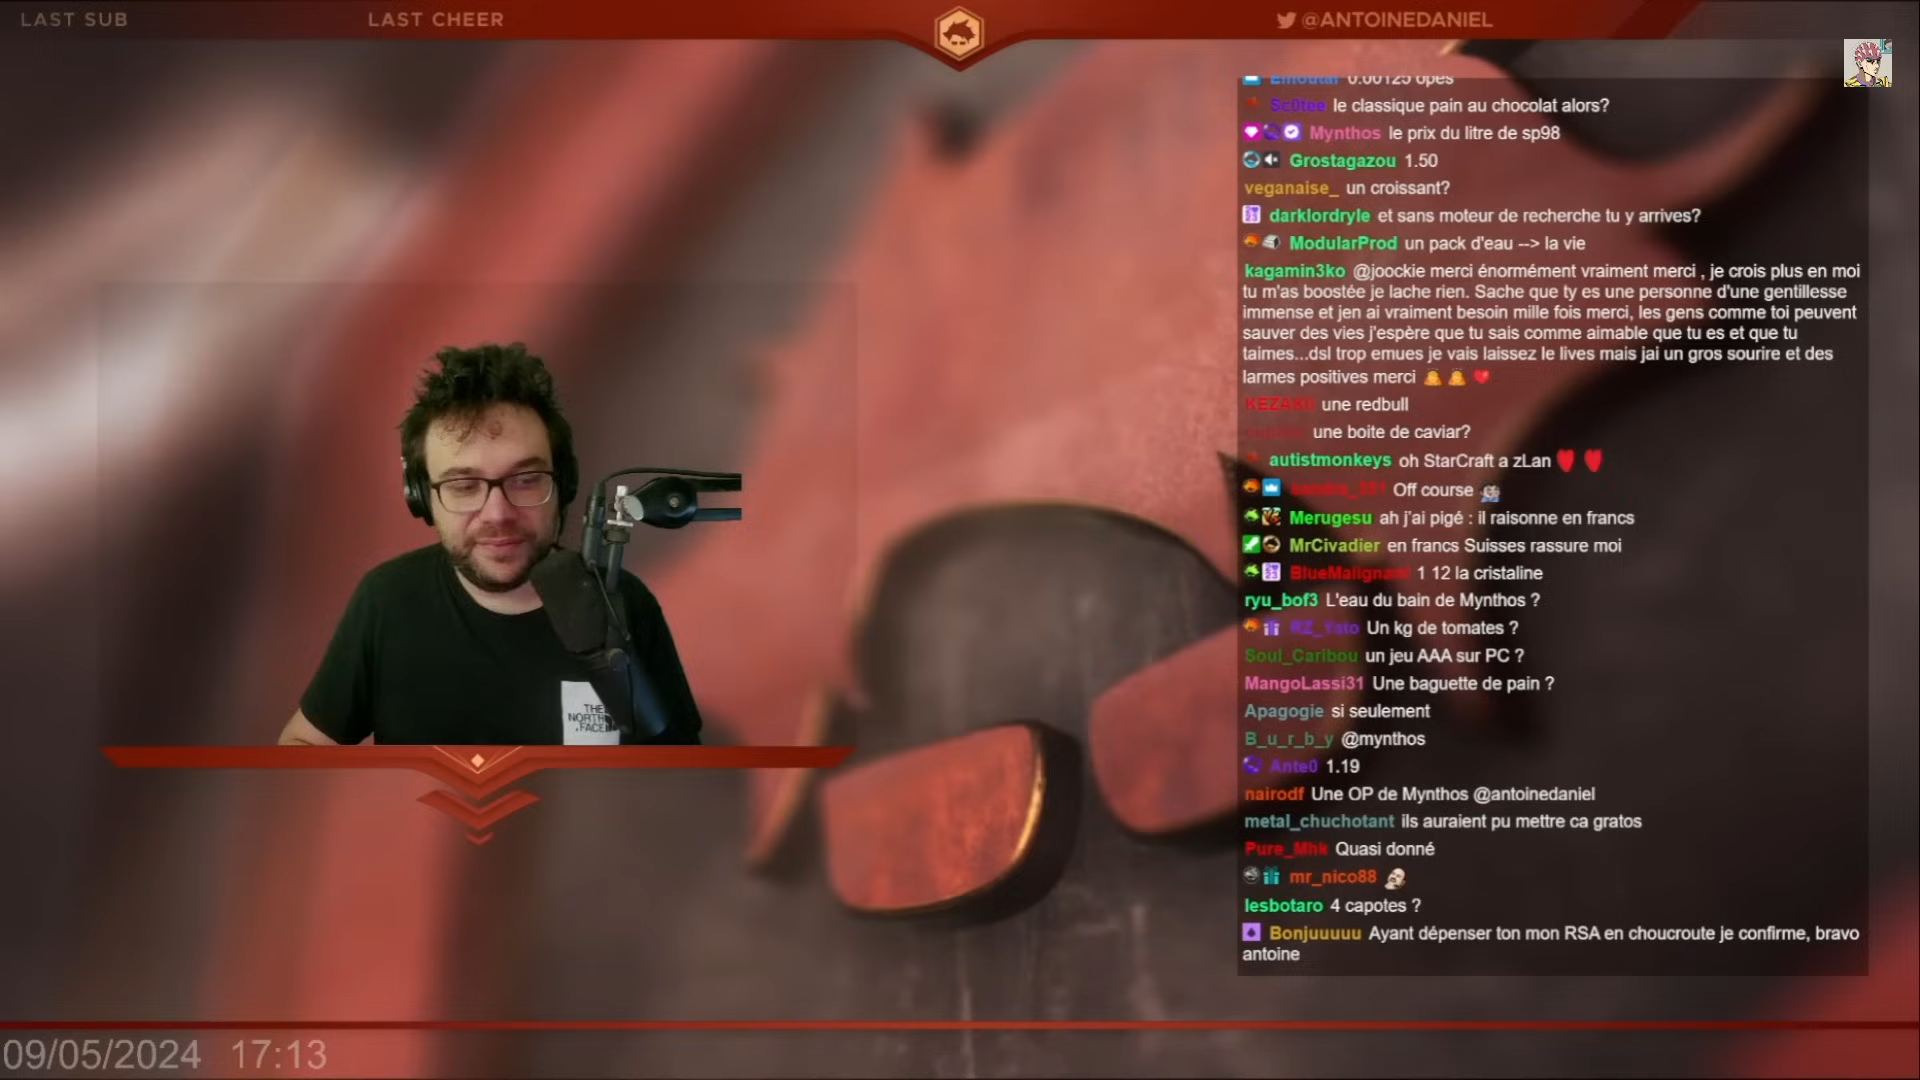 LAST SUB
LAST CHEER
@ANTOINEDANIEL
0.00125 opes
Sc0tee le classique pain au chocolat alors?
Mynthos le prix du litre de sp98
Grostagazou 1.50
veganaise_ un croissant?
darklordryle et sans moteur de recherche tu y arrives?
ModularProd un pack d'eau --> la vie
kagamin3ko @joockie merci énormément vraiment merci , je crois plus en moi
tu m'as boostée je lache rien. Sache que ty es une personne d'une gentillesse
immense et jen ai vraiment besoin mille fois merci, les gens comme toi peuvent
sauver des vies j'espère que tu sais comme aimable que tu es et que tu
taimes...dsl trop emues je vais laissez le lives mais jai un gros sourire et des
larmes positives merci
une redbull
une boite de caviar?
autistmonkeys oh StarCraft a zLan
Off course
Merugesu ah j'ai pigé : il raisonne en francs
MrCivadier en francs Suisses rassure moi
1 12 la cristaline
ryu_bof3 L'eau du bain de Mynthos ?
Un kg de tomates ?
Soul_Caribou un jeu AAA sur PC ?
MangoLassi31 Une baguette de pain ?
Apagogie si seulement
B_u_r_b_y @mynthos
Ante0 1.19
nairodf Une OP de Mynthos @antoinedaniel
metal_chuchotant ils auraient pu mettre ca gratos
Pure_Mhk Quasi donné
mr_nico88
lesbotaro 4 capotes ?
Bonjuuuuu Ayant dépenser ton mon RSA en choucroute je confirme, bravo
antoine
THE
NORTH
FACE
09/05/2024 17:13